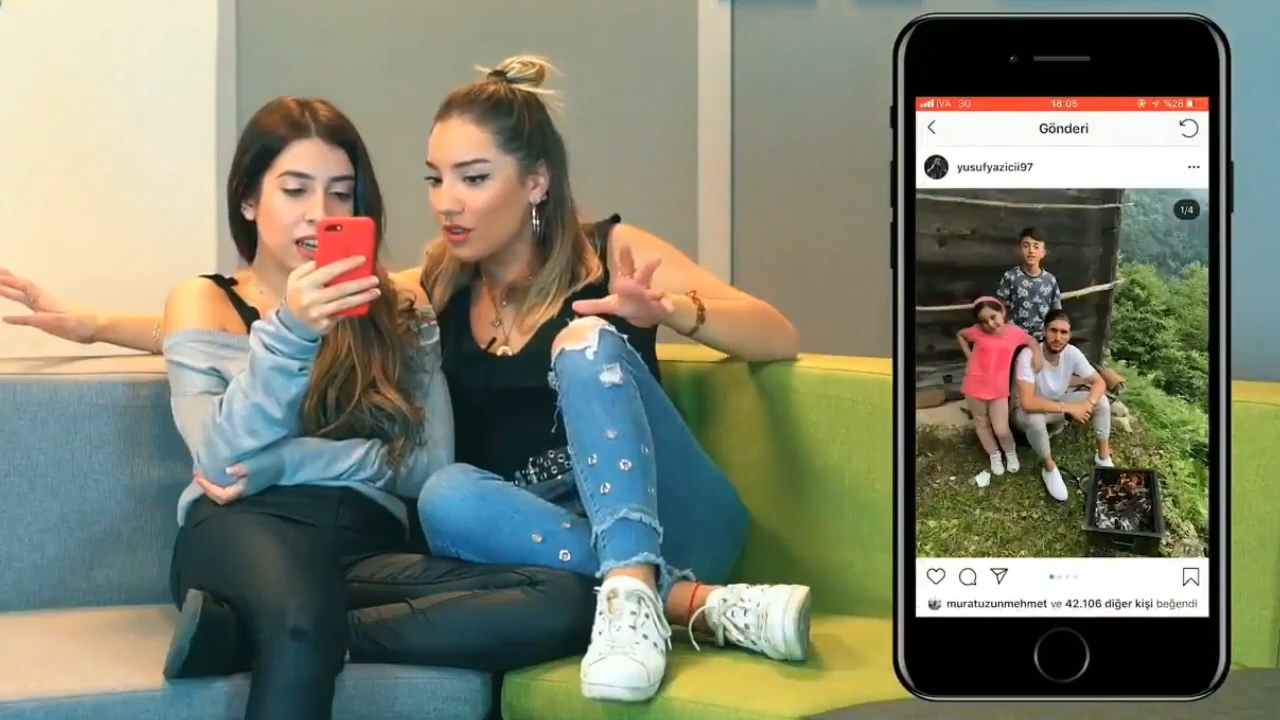 IVA 3G 18:05 %28
Gönderi
yusufyazicii97
1/4
muratuzunmehmet ve 42.106 diğer kişi beğendi